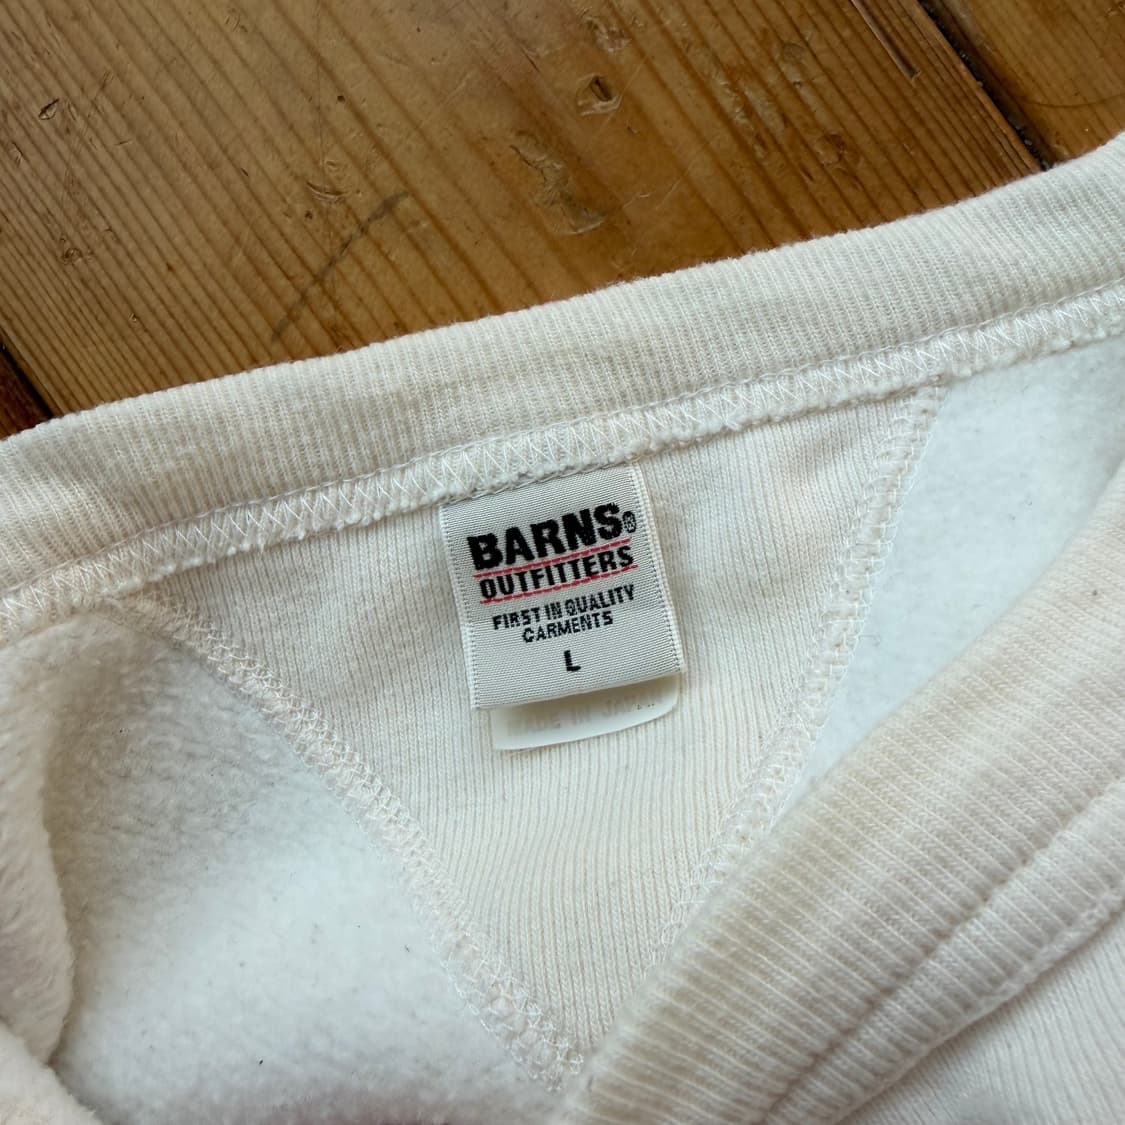 BARNS®
OUTFITTERS
FIRST IN QUALITY
GARMENTS
L